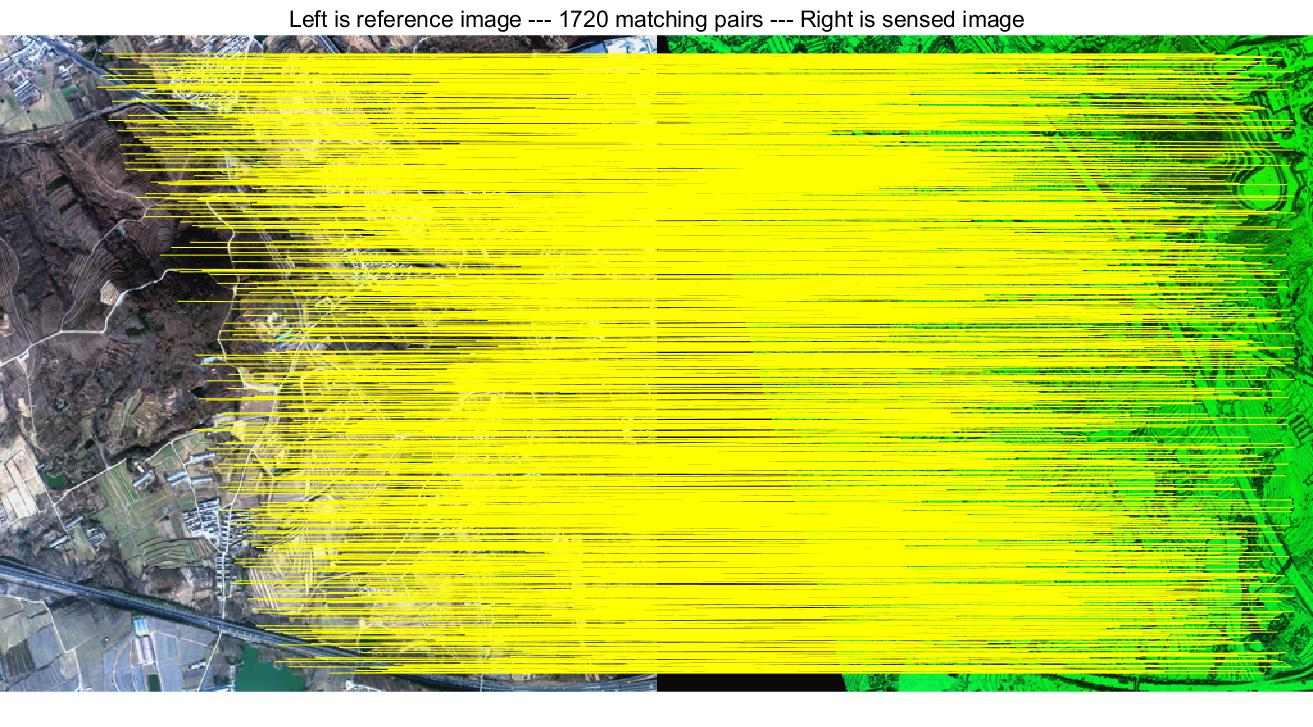 Left is reference image --- 1720 matching pairs --- Right is sensed image